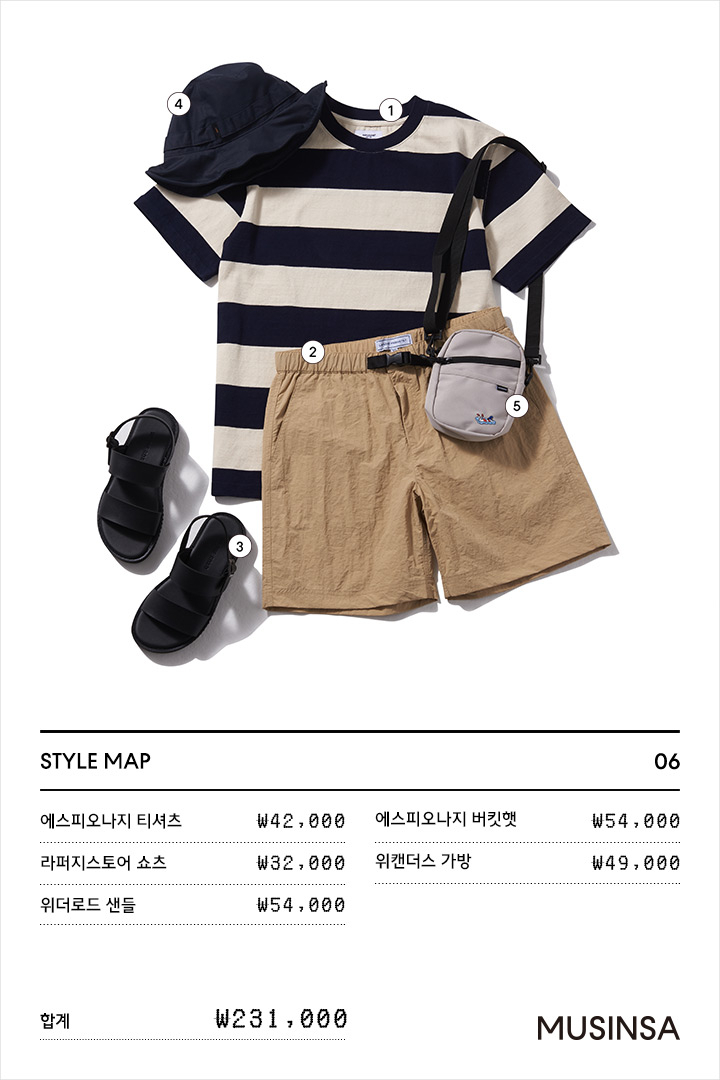 4
1
2
5
3
STYLE MAP 06
에스피오나지 티셔츠 ₩42,000
라퍼지스토어 쇼츠 ₩32,000
위더로드 샌들 ₩54,000
에스피오나지 버킷햇 ₩54,000
위캔더스 가방 ₩49,000
합계 ₩231,000
MUSINSA